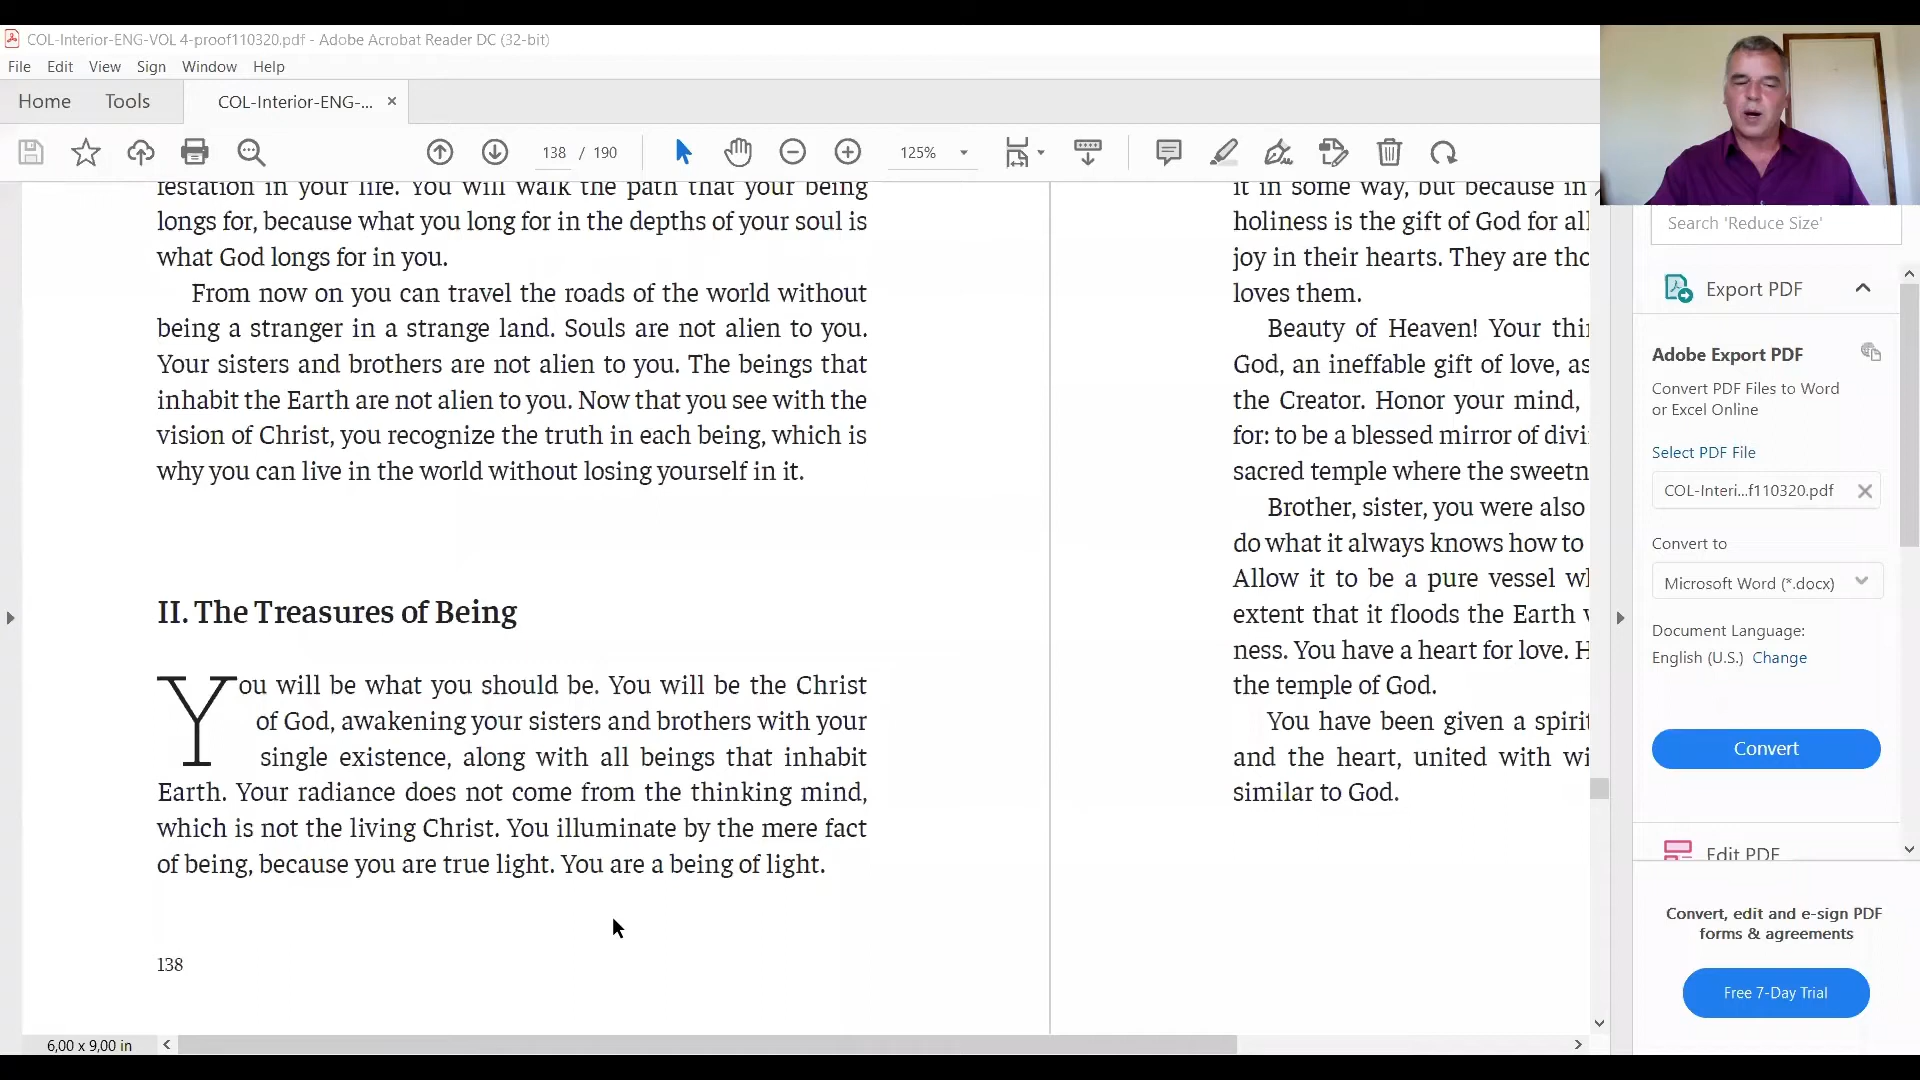 COL-Interior-ENG-VOL 4-proof110320.pdf - Adobe Acrobat Reader DC (32-bit)
File Edit View Sign Window Help
Home Tools COL-Interior-ENG-... ×
138 / 190 125%
festation in your life. You will walk the path that your being
longs for, because what you long for in the depths of your soul is
what God longs for in you.
From now on you can travel the roads of the world without
being a stranger in a strange land. Souls are not alien to you.
Your sisters and brothers are not alien to you. The beings that
inhabit the Earth are not alien to you. Now that you see with the
vision of Christ, you recognize the truth in each being, which is
why you can live in the world without losing yourself in it.
II. The Treasures of Being
You will be what you should be. You will be the Christ
of God, awakening your sisters and brothers with your
single existence, along with all beings that inhabit
Earth. Your radiance does not come from the thinking mind,
which is not the living Christ. You illuminate by the mere fact
of being, because you are true light. You are a being of light.
138
it in some way, but because in
holiness is the gift of God for all
joy in their hearts. They are tho
loves them.
Beauty of Heaven! Your thin
God, an ineffable gift of love, as
the Creator. Honor your mind,
for: to be a blessed mirror of divi
sacred temple where the sweetn
Brother, sister, you were also
do what it always knows how to
Allow it to be a pure vessel wh
extent that it floods the Earth
ness. You have a heart for love. H
the temple of God.
You have been given a spirit
and the heart, united with wi
similar to God.
Search 'Reduce Size'
Export PDF
Adobe Export PDF
Convert PDF Files to Word
or Excel Online
Select PDF File
COL-Interi...f110320.pdf
Convert to
Microsoft Word (*.docx)
Document Language:
English (U.S.) Change
Convert
Edit PDF
Convert, edit and e-sign PDF
forms & agreements
Free 7-Day Trial
6,00 x 9,00 in